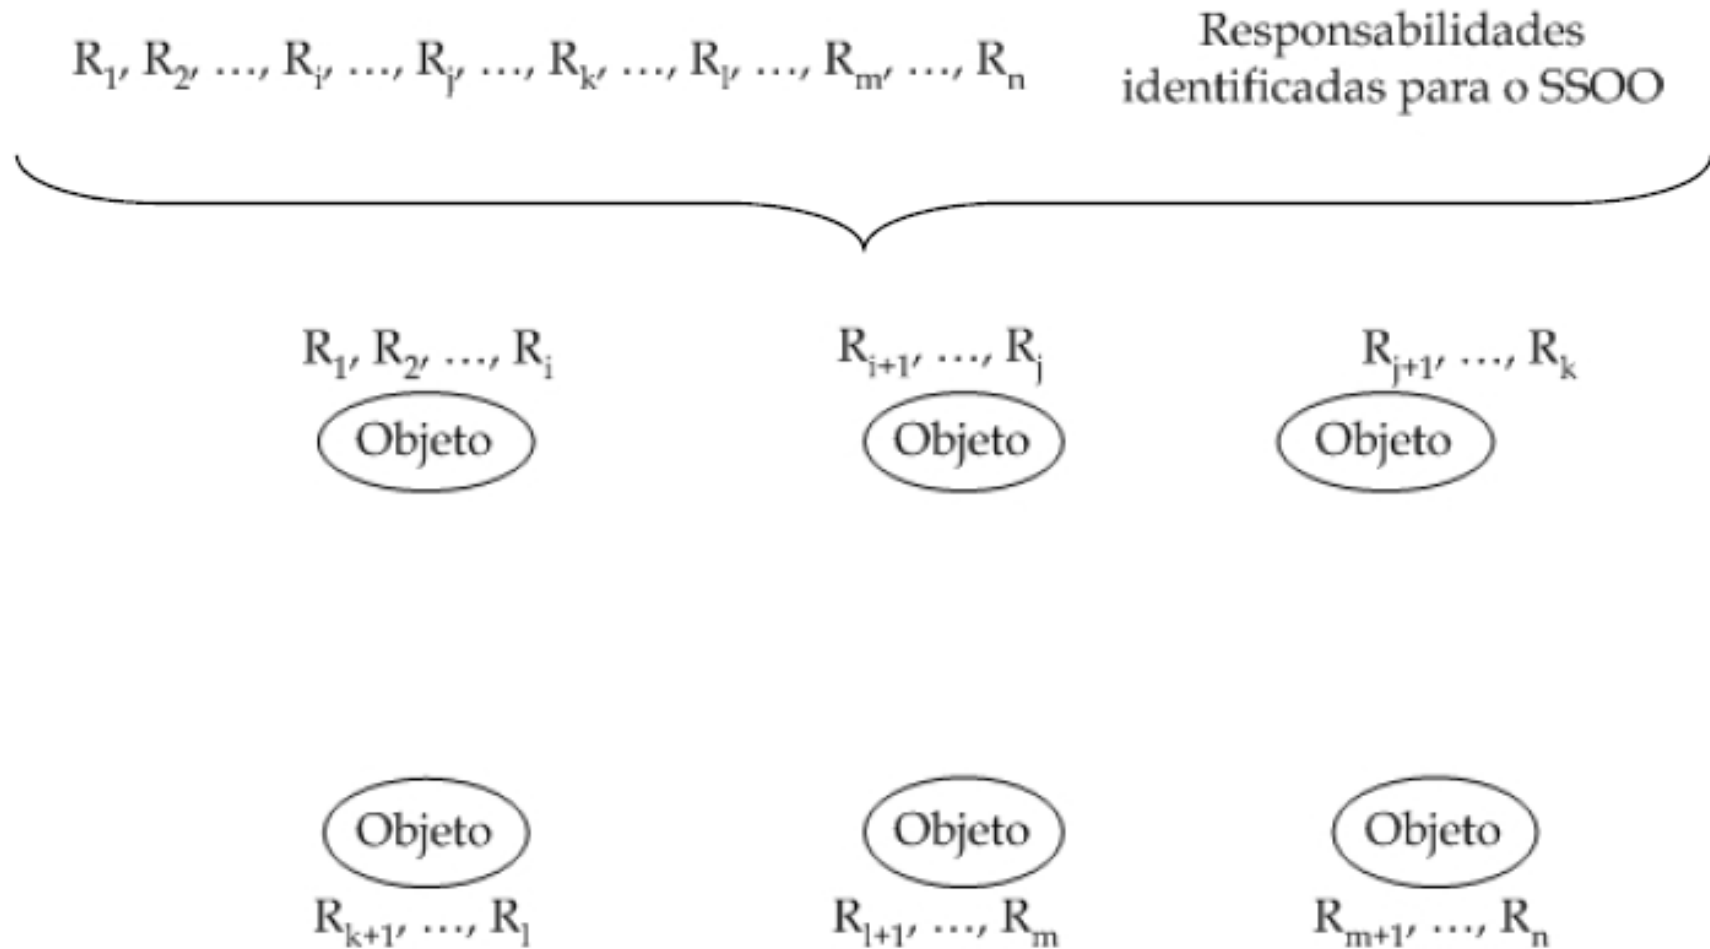 R₁, R₂, …, Rᵢ, …, Rⱼ, …, Rₖ, …, Rₗ, …, Rₘ, …, Rₙ
Responsabilidades
identificadas para o SSOO
R₁, R₂, …, Rᵢ
Rᵢ₊₁, …, Rⱼ
Rⱼ₊₁, …, Rₖ
Objeto
Objeto
Objeto
Objeto
Objeto
Objeto
Rₖ₊₁, …, Rₗ
Rₗ₊₁, …, Rₘ
Rₘ₊₁, …, Rₙ